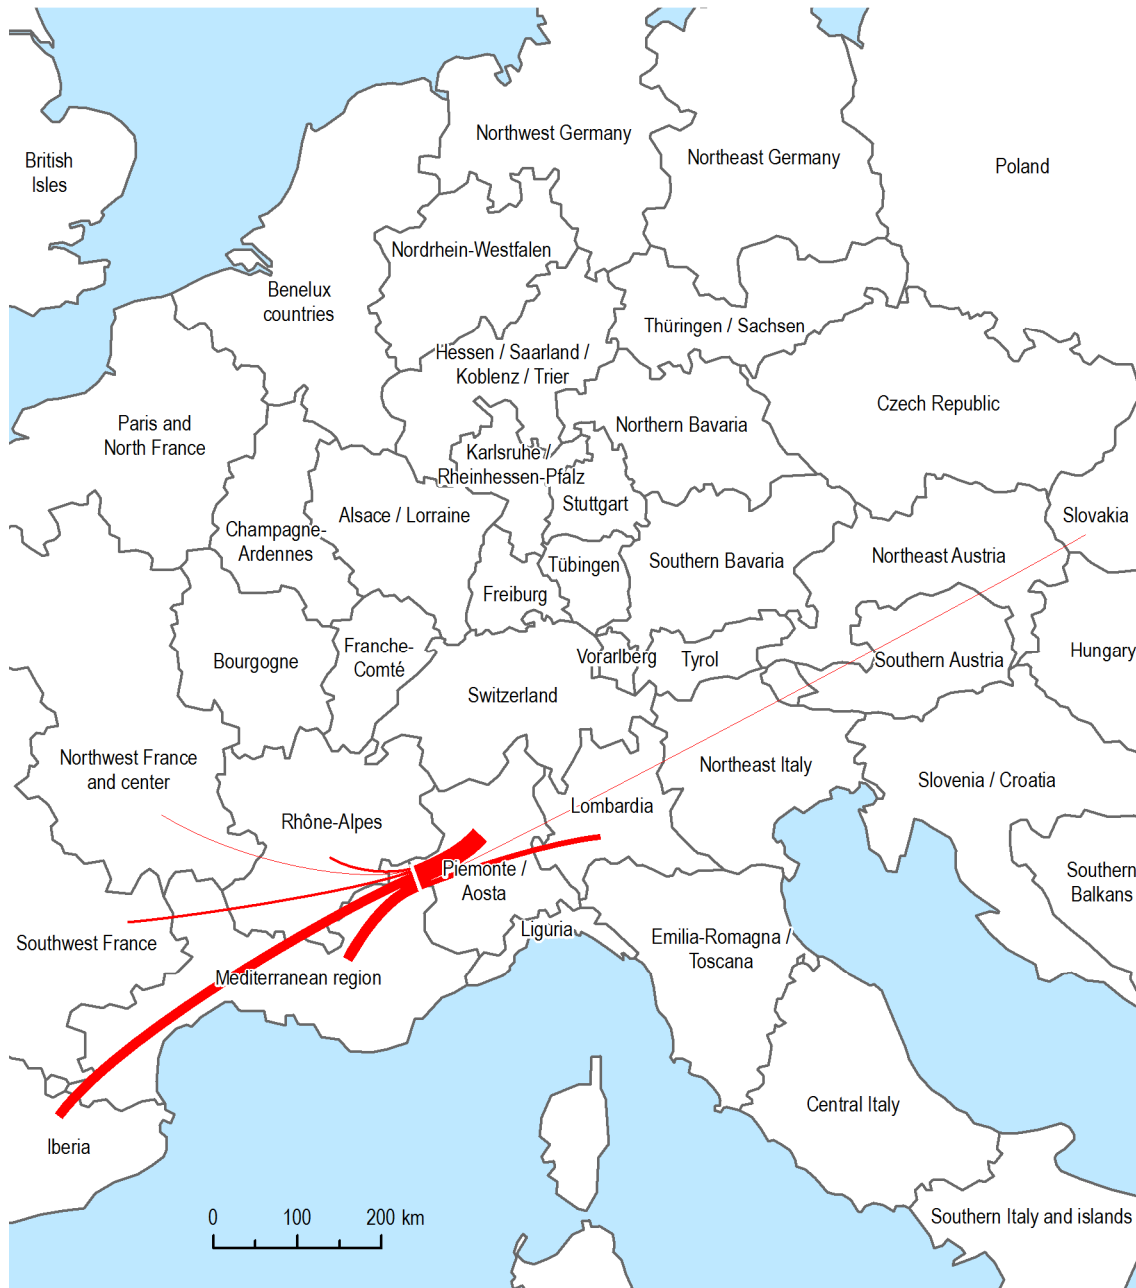 Northwest Germany
Northeast Germany
British
Isles
Poland
Nordrhein-Westfalen
Benelux
countries
Thüringen / Sachsen
Hessen / Saarland /
Koblenz / Trier
Czech Republic
Paris and
North France
Northern Bavaria
Karlsruhe /
Rheinhessen-Pfalz
Stuttgart
Alsace / Lorraine
Slovakia
Champagne-
Ardennes
Northeast Austria
Tübingen
Southern Bavaria
Freiburg
Franche-
Comté
Bourgogne
Vorarlberg
Tyrol
Southern Austria
Hungary
Switzerland
Northwest France
and center
Northeast Italy
Slovenia / Croatia
Lombardia
Rhône-Alpes
Piemonte /
Aosta
Southern
Balkans
Southwest France
Liguria
Emilia-Romagna /
Toscana
Mediterranean region
Central Italy
Iberia
0 100 200 km
Southern Italy and islands